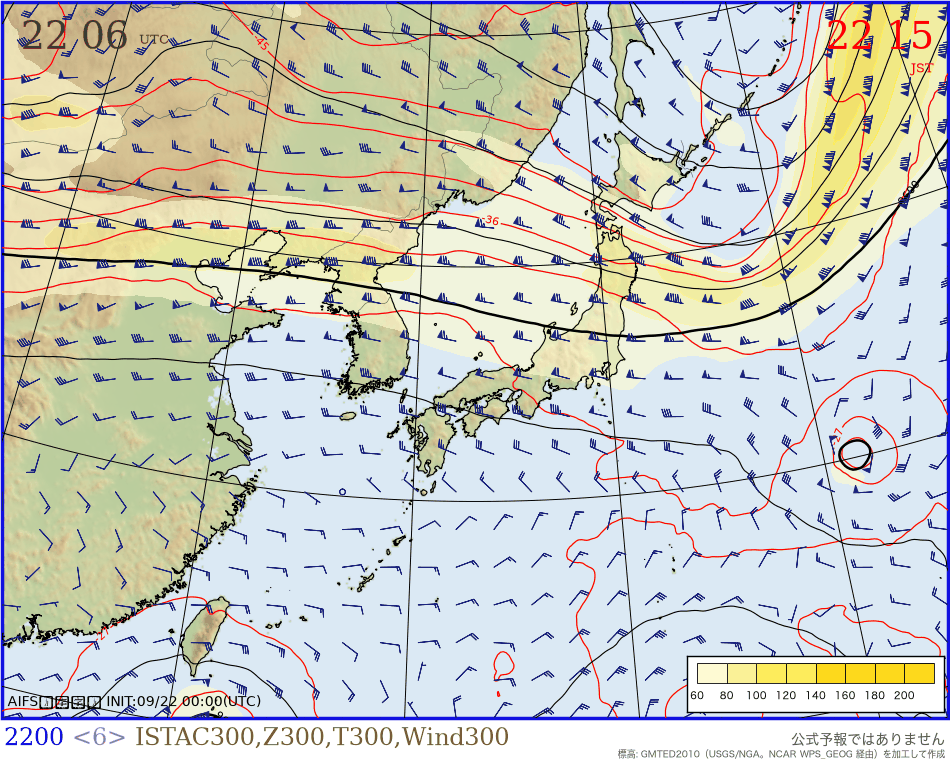 22 06 UTC
22 15
JST
-45
-36
60 80 100 120 140 160 180 200
AIFS INIT:09/22 00:00(UTC)
2200 <6> ISTAC300,Z300,T300,Wind300
公式予報ではありません
標高: GMTED2010（USGS/NGA。NCAR WPS_GEOG 経由）を加工して作成